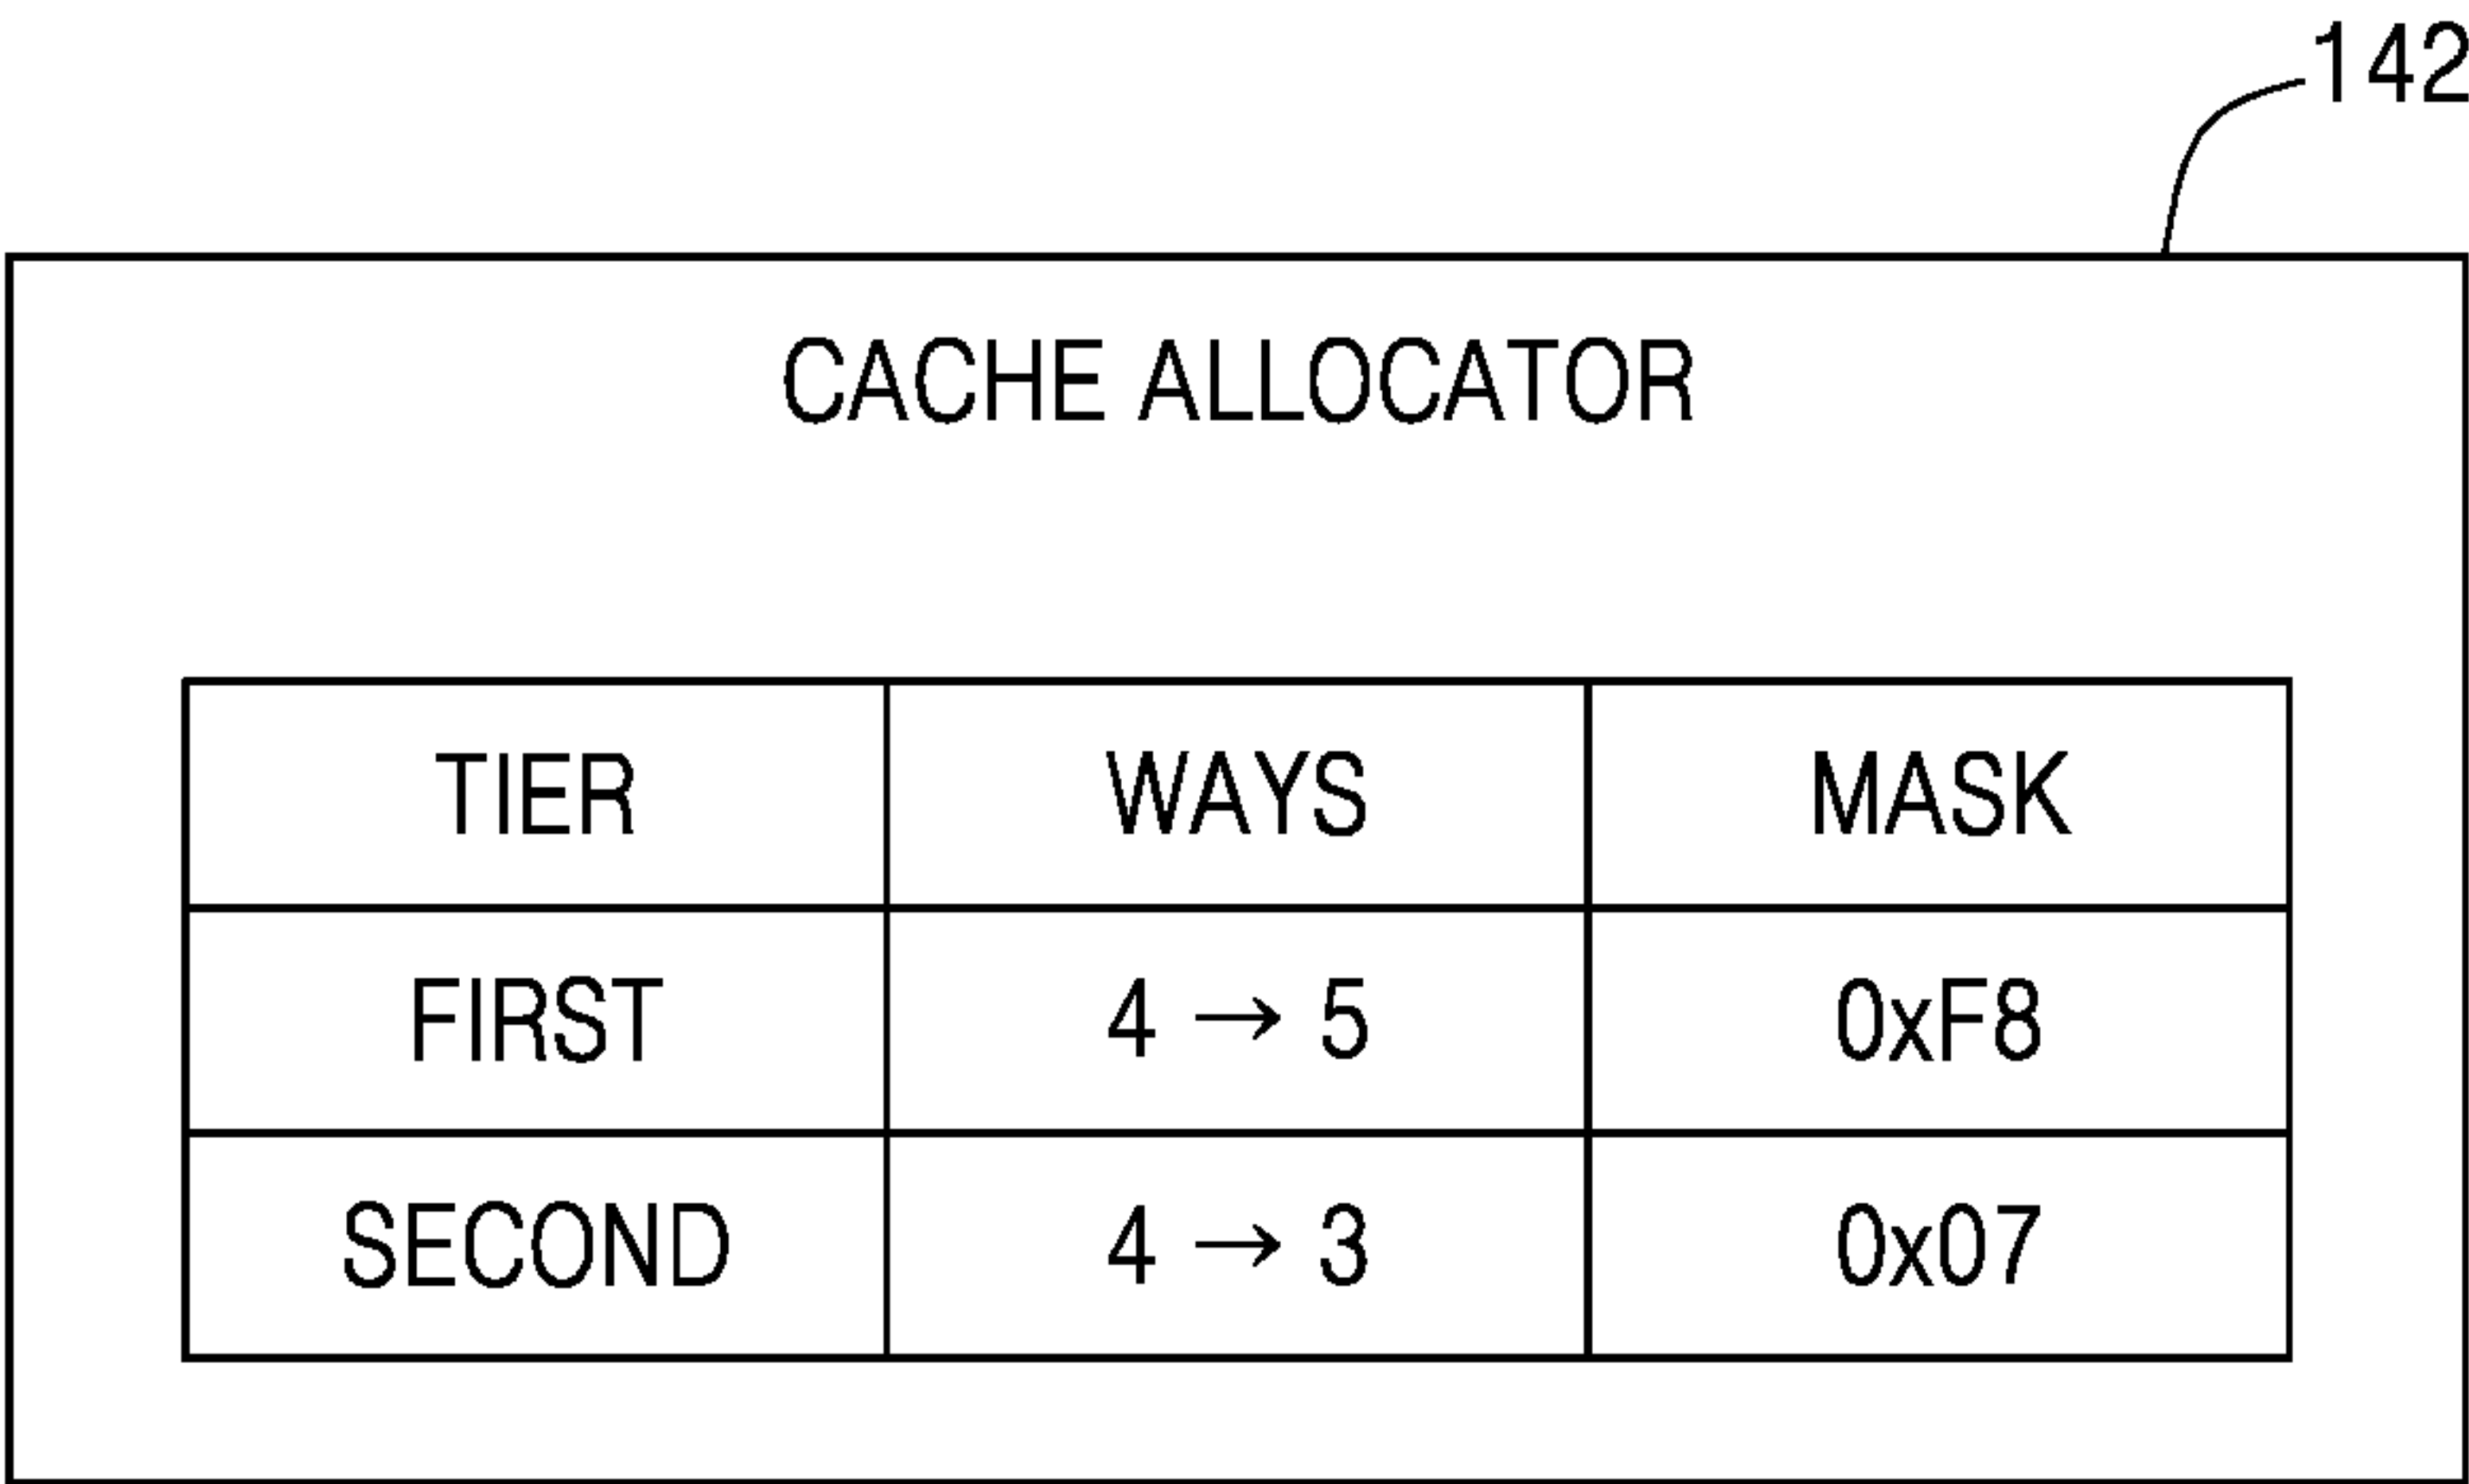 142
CACHE ALLOCATOR
TIER WAYS MASK
FIRST 4 → 5 0xF8
SECOND 4 → 3 0x07